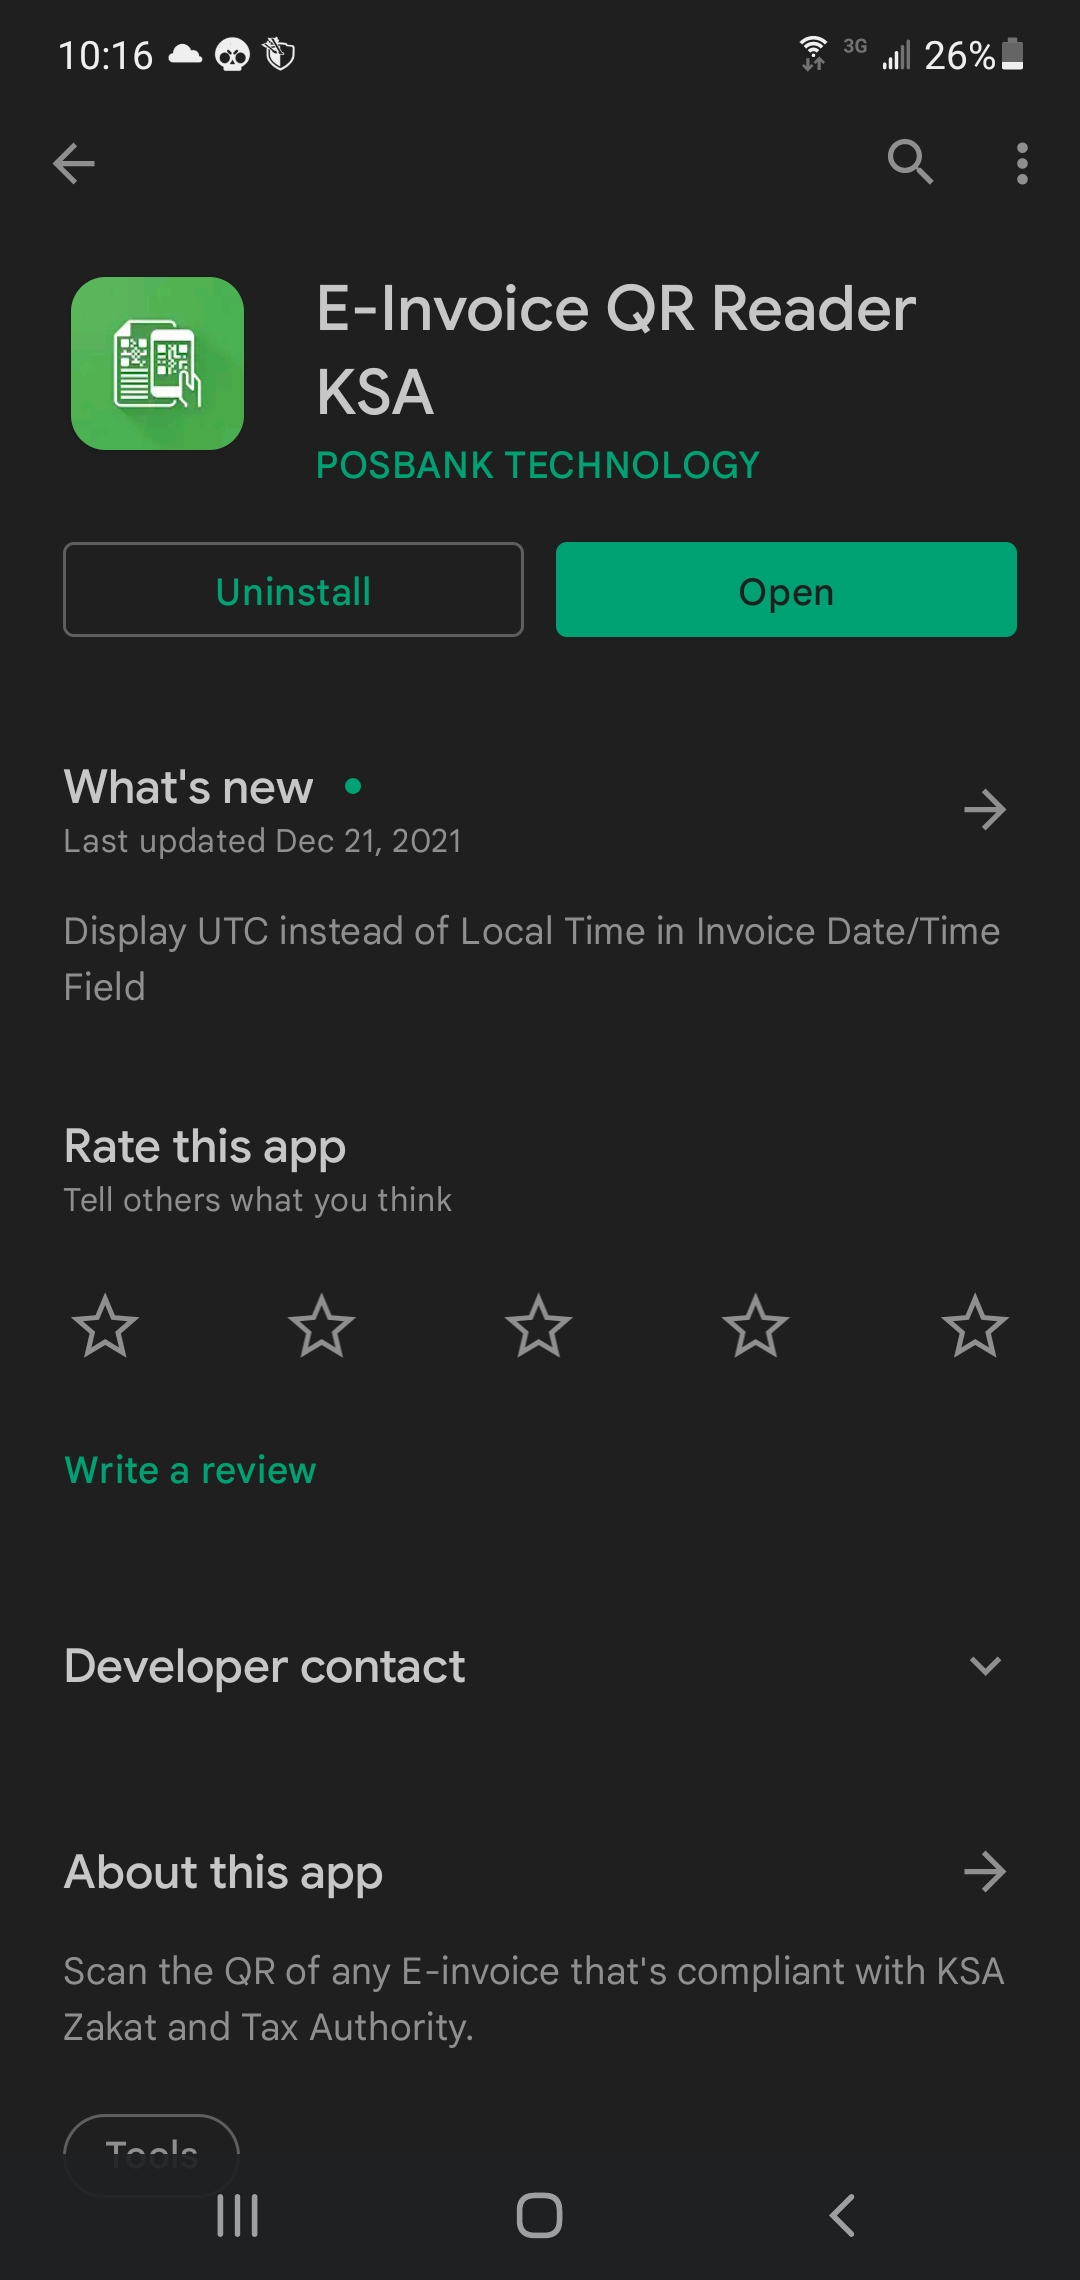 10:16
3G
26%
E-Invoice QR Reader
KSA
POSBANK TECHNOLOGY
Uninstall
Open
What's new
Last updated Dec 21, 2021
Display UTC instead of Local Time in Invoice Date/Time
Field
Rate this app
Tell others what you think
Write a review
Developer contact
About this app
Scan the QR of any E-invoice that's compliant with KSA
Zakat and Tax Authority.
Tools